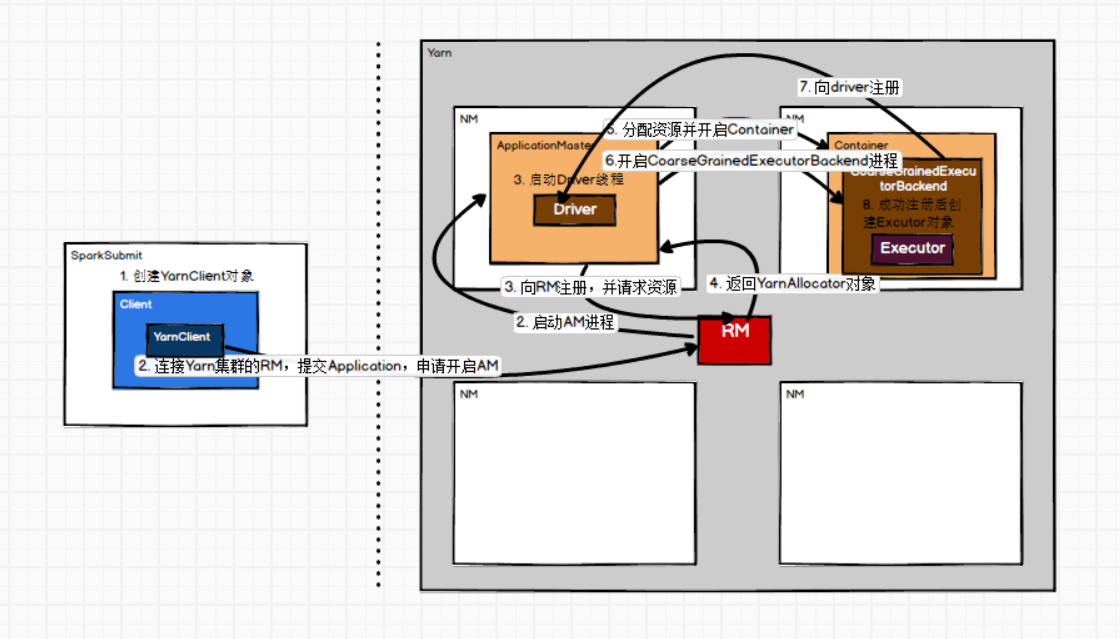 Yarn
7. 向driver注册
NM
NM
5. 分配资源并开启Container
ApplicationMaster
Container
6.开启CoarseGrainedExecutorBackend进程
CoarseGrainedExecu
torBackend
3. 启动Driver线程
Driver
8. 成功注册后创
建Excutor对象
Executor
SparkSubmit
1. 创建YarnClient对象
Client
YarnClient
2. 连接Yarn集群的RM，提交Application，申请开启AM
3. 向RM注册，并请求资源
4. 返回YarnAllocator对象
2. 启动AM进程
RM
NM
NM